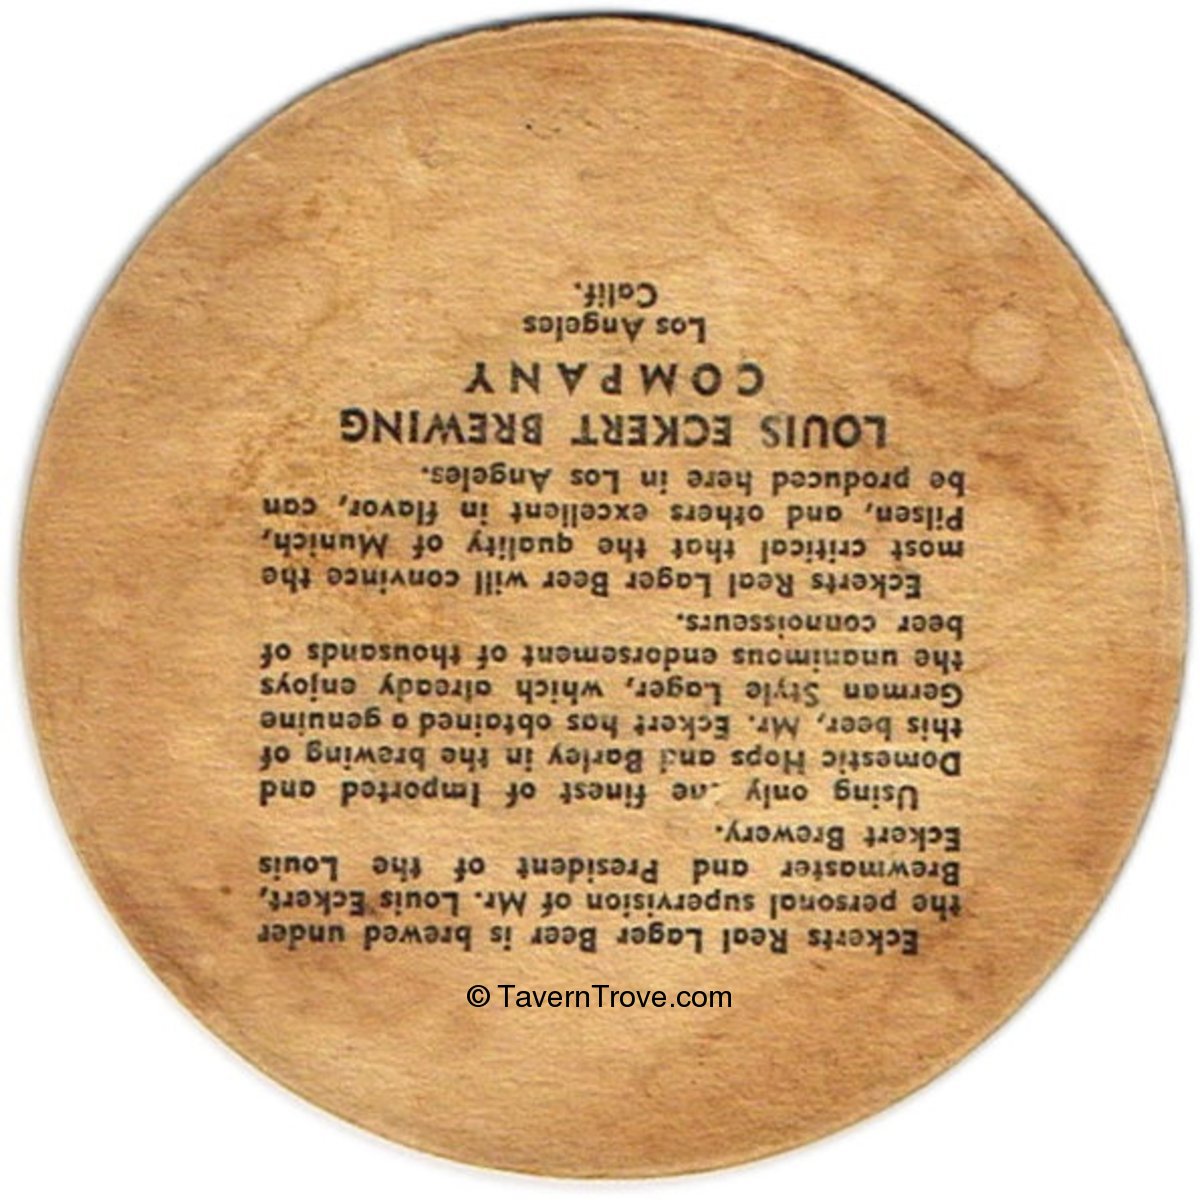 Eckerts Real Lager Beer is brewed under
the personal supervision of Mr. Louis Eckert,
Brewmaster and President of the Louis
Eckert Brewery.
Using only the finest of Imported and
Domestic Hops and Barley in the brewing of
this beer, Mr. Eckert has obtained a genuine
German Style Lager, which already enjoys
the unanimous endorsement of thousands of
beer connoisseurs.
Eckerts Real Lager Beer will convince the
most critical that the quality of Munich,
Pilsen, and others excellent in flavor, can
be produced here in Los Angeles.
LOUIS ECKERT BREWING
COMPANY
Los Angeles
Calif.
© TavernTrove.com